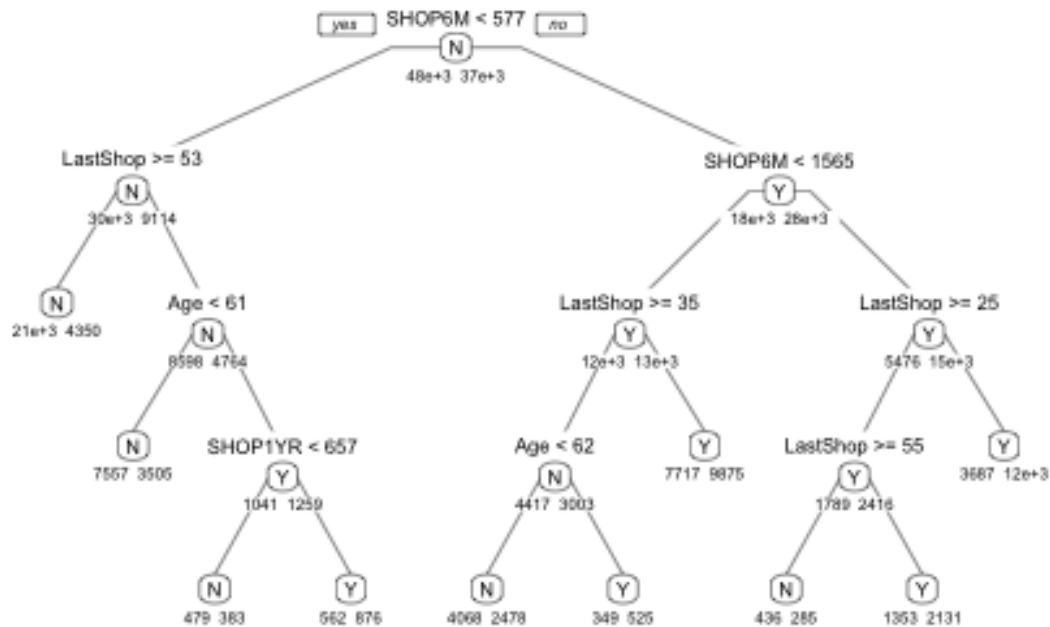 yes SHOP6M < 577 no
N
48e+3 37e+3
LastShop >= 53 SHOP6M < 1565
N Y
30e+3 9114 18e+3 28e+3
Age < 61 LastShop >= 35 LastShop >= 25
N N Y Y
21e+3 4350 8598 4764 12e+3 13e+3 5476 15e+3
SHOP1YR < 657 Age < 62 LastShop >= 55
N Y N Y Y Y
7557 3505 1041 1259 4417 3003 7717 9875 1789 2416 3687 12e+3
N Y N Y N Y
479 383 562 876 4068 2478 349 525 436 285 1353 2131